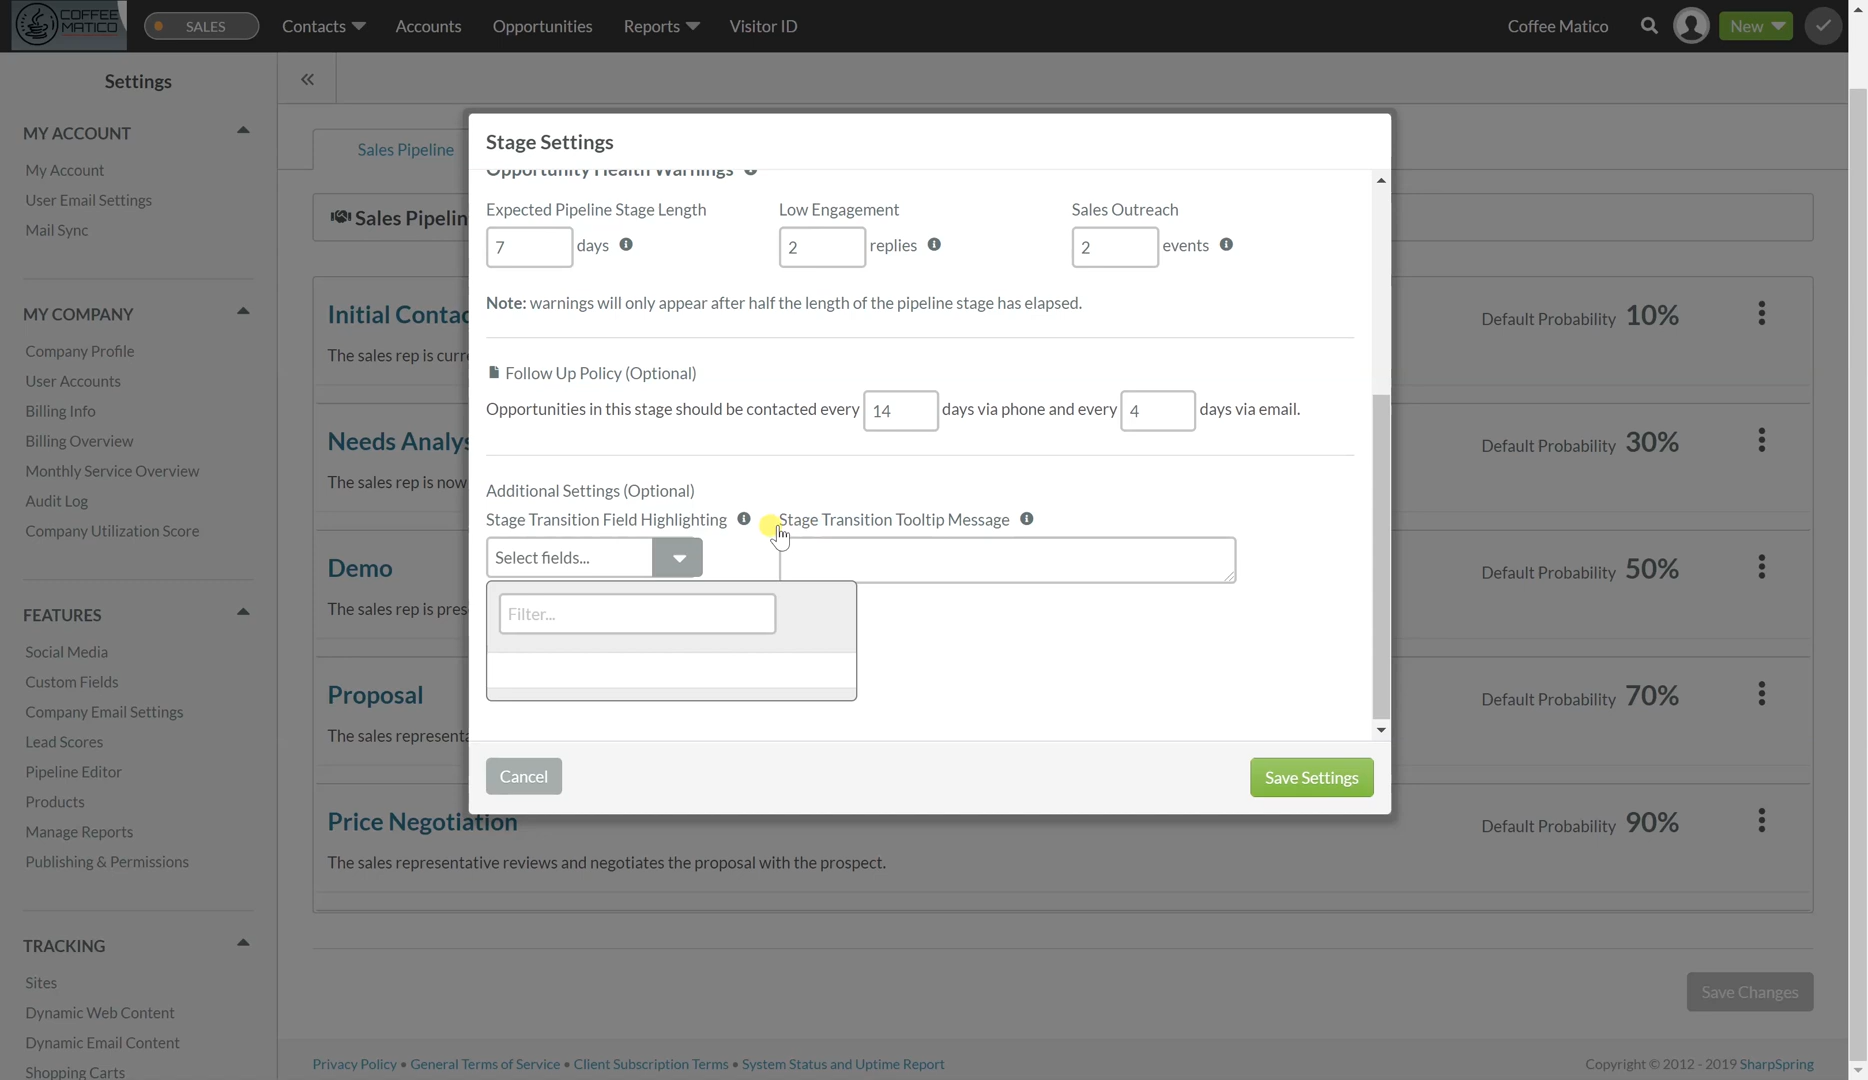 COFFEE
MATICO
SALES
Contacts
Accounts
Opportunities
Reports
Visitor ID
Coffee Matico
New
Settings
MY ACCOUNT
My Account
User Email Settings
Mail Sync
MY COMPANY
Company Profile
User Accounts
Billing Info
Billing Overview
Monthly Service Overview
Audit Log
Company Utilization Score
FEATURES
Social Media
Custom Fields
Company Email Settings
Lead Scores
Pipeline Editor
Products
Manage Reports
Publishing & Permissions
TRACKING
Sites
Dynamic Web Content
Dynamic Email Content
Shopping Carts
Sales Pipeline
Sales Pipelin
Initial Contac
The sales rep is curre
Default Probability 10%
Needs Analys
The sales rep is now
Default Probability 30%
Demo
The sales rep is pres
Default Probability 50%
Proposal
The sales representa
Default Probability 70%
Price Negotiation
The sales representative reviews and negotiates the proposal with the prospect.
Default Probability 90%
Stage Settings
Opportunity Health Warnings
Expected Pipeline Stage Length
7 days
Low Engagement
2 replies
Sales Outreach
2 events
Note: warnings will only appear after half the length of the pipeline stage has elapsed.
Follow Up Policy (Optional)
Opportunities in this stage should be contacted every 14 days via phone and every 4 days via email.
Additional Settings (Optional)
Stage Transition Field Highlighting
Stage Transition Tooltip Message
Select fields...
Filter...
Cancel
Save Settings
Save Changes
Privacy Policy • General Terms of Service • Client Subscription Terms • System Status and Uptime Report
Copyright © 2012 - 2019 SharpSpring